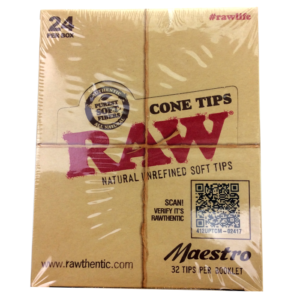 24
PER BOX
#rawlife
AUTHENTIC
PUREST
SOFT
FIBERS
CONE TIPS
RAW
NATURAL UNREFINED SOFT TIPS
SCAN!
VERIFY IT'S
RAWTHENTIC
Maestro
www.rawthentic.com
32 TIPS PER BOOKLET